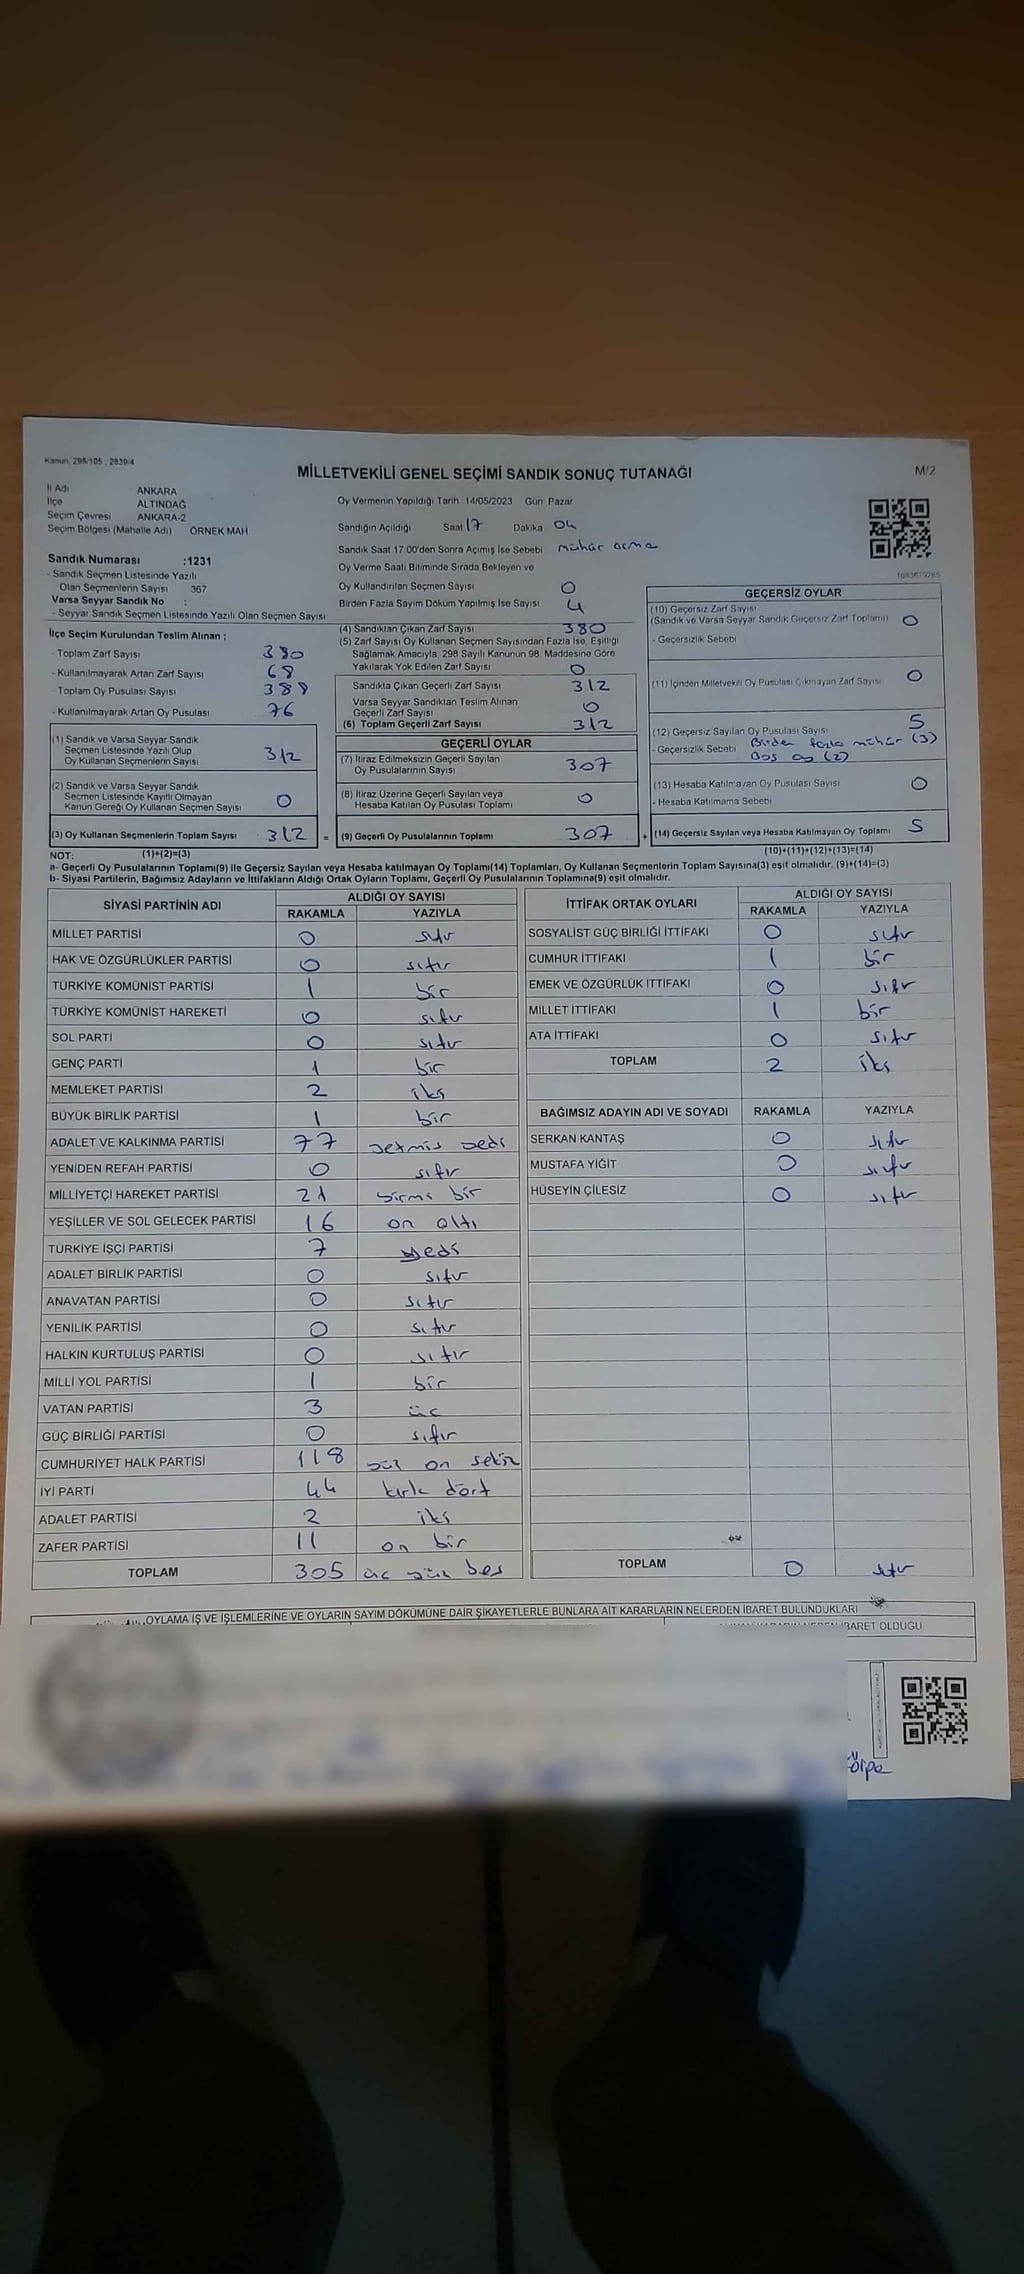 Kanun: 298/105, 2839/4
MİLLETVEKİLİ GENEL SEÇİMİ SANDIK SONUÇ TUTANAĞI
M/2
İl Adı ANKARA
İlçe ALTINDAĞ
Seçim Çevresi ANKARA-2
Seçim Bölgesi (Mahalle Adı) ÖRNEK MAH
Sandık Numarası :1231
- Sandık Seçmen Listesinde Yazılı
Olan Seçmenlerin Sayısı 367
Varsa Seyyar Sandık No :
- Seyyar Sandık Seçmen Listesinde Yazılı Olan Seçmen Sayısı
Oy Vermenin Yapıldığı Tarih 14/05/2023 Gün Pazar
Sandığın Açıldığı Saat 17 Dakika 04
Sandık Saat 17.00'den Sonra Açımış İse Sebebi mühür açma
Oy Verme Saati Bitiminde Sırada Bekleyen ve
Oy Kullandırılan Seçmen Sayısı 0
Birden Fazla Sayım Döküm Yapılmış İse Sayısı 4
İlçe Seçim Kurulundan Teslim Alınan ;
- Toplam Zarf Sayısı 380
- Kullanılmayarak Artan Zarf Sayısı 68
- Toplam Oy Pusulası Sayısı 388
- Kullanılmayarak Artan Oy Pusulası 76
(1) Sandık ve Varsa Seyyar Sandık
Seçmen Listesinde Yazılı Olup
Oy Kullanan Seçmenlerin Sayısı 312
(2) Sandık ve Varsa Seyyar Sandık
Seçmen Listesinde Kayıtlı Olmayan
Kanun Gereği Oy Kullanan Seçmen Sayısı 0
(3) Oy Kullanan Seçmenlerin Toplam Sayısı 312 =
(4) Sandıktan Çıkan Zarf Sayısı 380
(5) Zarf Sayısı Oy Kullanan Seçmen Sayısından Fazla İse, Eşitliği
Sağlamak Amacıyla, 298 Sayılı Kanunun 98. Maddesine Göre
Yakılarak Yok Edilen Zarf Sayısı 0
Sandıkta Çıkan Geçerli Zarf Sayısı 312
Varsa Seyyar Sandıktan Teslim Alınan
Geçerli Zarf Sayısı 0
(6) Toplam Geçerli Zarf Sayısı 312
GEÇERLİ OYLAR
(7) İtiraz Edilmeksizin Geçerli Sayılan
Oy Pusulalarının Sayısı 307
(8) İtiraz Üzerine Geçerli Sayılan veya
Hesaba Katılan Oy Pusulası Toplamı 0
(9) Geçerli Oy Pusulalarının Toplamı 307 +
GEÇERSİZ OYLAR
(10) Geçersiz Zarf Sayısı
(Sandık ve Varsa Seyyar Sandık Geçersiz Zarf Toplamı) 0
- Geçersizlik Sebebi
(11) İçinden Milletvekili Oy Pusulası Çıkmayan Zarf Sayısı 0
(12) Geçersiz Sayılan Oy Pusulası Sayısı 5
- Geçersizlik Sebebi Birden fazla mühür (3)
Boş oy (2)
(13) Hesaba Katılmayan Oy Pusulası Sayısı 0
- Hesaba Katılmama Sebebi
(14) Geçersiz Sayılan veya Hesaba Katılmayan Oy Toplamı 5
NOT: (1)+(2)=(3)
(10)+(11)+(12)+(13)=(14)
a- Geçerli Oy Pusulalarının Toplamı(9) ile Geçersiz Sayılan veya Hesaba katılmayan Oy Toplamı(14) Toplamları, Oy Kullanan Seçmenlerin Toplam Sayısına(3) eşit olmalıdır. (9)+(14)=(3)
b- Siyasi Partilerin, Bağımsız Adayların ve İttifakların Aldığı Ortak Oyların Toplamı, Geçerli Oy Pusulalarının Toplamına(9) eşit olmalıdır.
SİYASİ PARTİNİN ADI
ALDIĞI OY SAYISI
RAKAMLA YAZIYLA
MİLLET PARTİSİ 0 sıfır
HAK VE ÖZGÜRLÜKLER PARTİSİ 0 sıfır
TÜRKİYE KOMÜNİST PARTİSİ 1 bir
TÜRKİYE KOMÜNİST HAREKETİ 0 sıfır
SOL PARTİ 0 sıfır
GENÇ PARTİ 1 bir
MEMLEKET PARTİSİ 2 iki
BÜYÜK BİRLİK PARTİSİ 1 bir
ADALET VE KALKINMA PARTİSİ 77 yetmiş yedi
YENİDEN REFAH PARTİSİ 0 sıfır
MİLLİYETÇİ HAREKET PARTİSİ 21 yirmi bir
YEŞİLLER VE SOL GELECEK PARTİSİ 16 on altı
TÜRKİYE İŞÇİ PARTİSİ 7 yedi
ADALET BİRLİK PARTİSİ 0 sıfır
ANAVATAN PARTİSİ 0 sıfır
YENİLİK PARTİSİ 0 sıfır
HALKIN KURTULUŞ PARTİSİ 0 sıfır
MİLLİ YOL PARTİSİ 1 bir
VATAN PARTİSİ 3 üç
GÜÇ BİRLİĞİ PARTİSİ 0 sıfır
CUMHURİYET HALK PARTİSİ 118 yüz on sekiz
İYİ PARTİ 44 kırk dört
ADALET PARTİSİ 2 iki
ZAFER PARTİSİ 11 on bir
TOPLAM 305 üç yüz beş
İTTİFAK ORTAK OYLARI
ALDIĞI OY SAYISI
RAKAMLA YAZIYLA
SOSYALİST GÜÇ BİRLİĞİ İTTİFAKI 0 sıfır
CUMHUR İTTİFAKI 1 bir
EMEK VE ÖZGÜRLÜK İTTİFAKI 0 sıfır
MİLLET İTTİFAKI 1 bir
ATA İTTİFAKI 0 sıfır
TOPLAM 2 iki
BAĞIMSIZ ADAYIN ADI VE SOYADI RAKAMLA YAZIYLA
SERKAN KANTAŞ 0 sıfır
MUSTAFA YİĞİT 0 sıfır
HÜSEYİN ÇİLESİZ 0 sıfır
TOPLAM 0 sıfır
OYLAMA İŞ VE İŞLEMLERİNE VE OYLARIN SAYIM DÖKÜMÜNE DAİR ŞİKAYETLERLE BUNLARA AİT KARARLARIN NELERDEN İBARET BULUNDUKLARI
İBARET OLDUĞU